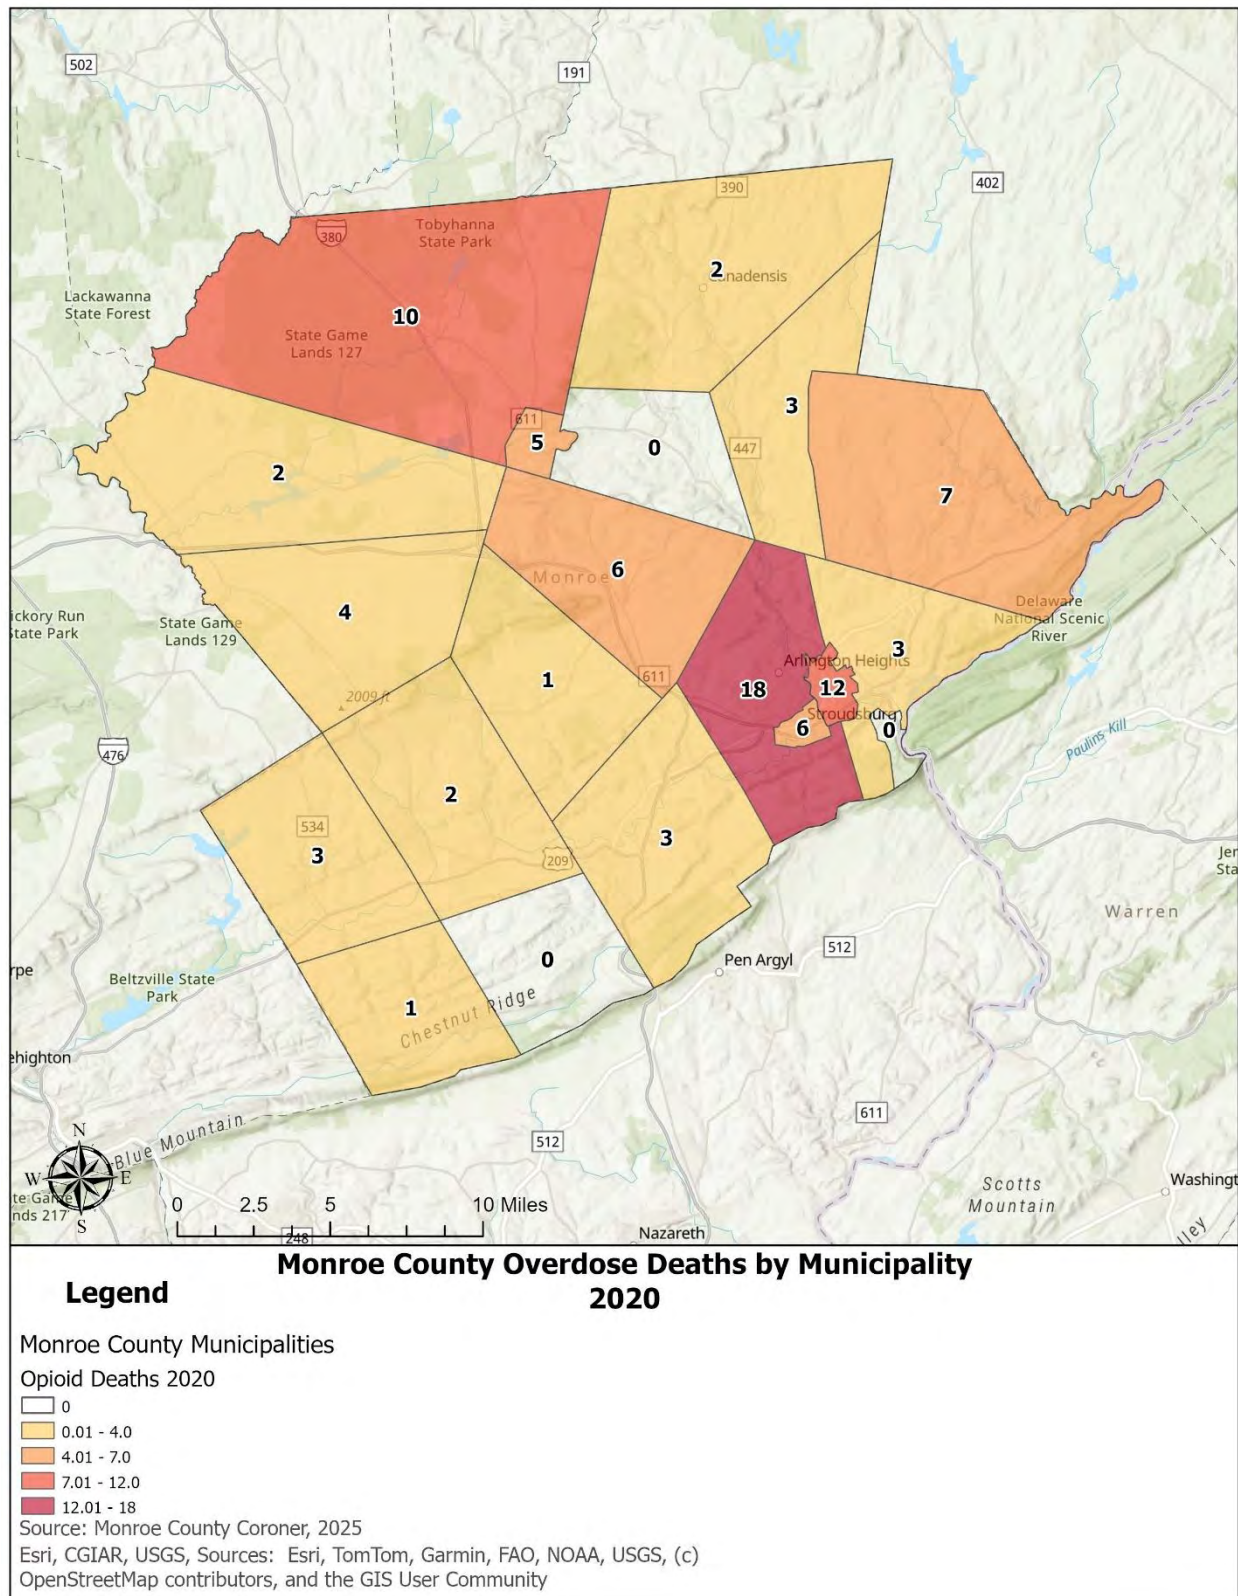 502
191
390
402
380
Tobyhanna
State Park
2
Canadensis
Lackawanna
State Forest
10
State Game
Lands 127
3
611
5
0
447
2
7
6
Monroe
ickory Run
State Park
State Game
Lands 129
4
Delaware
National Scenic
River
3
Arlington Heights
611
1
18
12
2009 ft
Stroudsburg
6
0
Paulins Kill
476
2
534
3
3
209
Jer
Sta
Warren
512
0
Pen Argyl
rpe
Beltzville State
Park
1
Chestnut Ridge
ehighton
611
512
Blue Mountain
N
W
E
S
te Game
nds 217
0 2.5 5 10 Miles
248
Scotts
Mountain
Washingt
lley
Nazareth
Monroe County Overdose Deaths by Municipality
2020
Legend
Monroe County Municipalities
Opioid Deaths 2020
0
0.01 - 4.0
4.01 - 7.0
7.01 - 12.0
12.01 - 18
Source: Monroe County Coroner, 2025
Esri, CGIAR, USGS, Sources: Esri, TomTom, Garmin, FAO, NOAA, USGS, (c)
OpenStreetMap contributors, and the GIS User Community